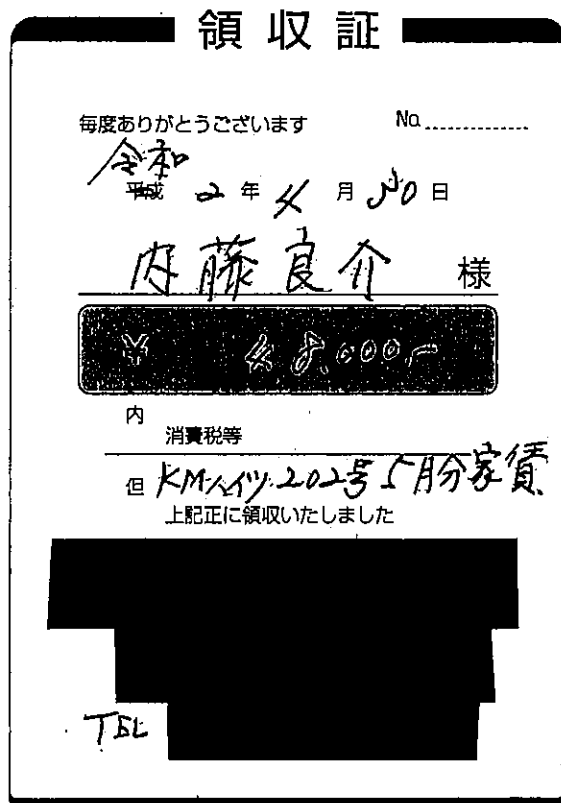 領収証
毎度ありがとうございます No
令和
平成 2年 4月 30日
内藤良介 様
¥ 48,000,-
内
消費税等
但 KMハイツ 202号 5月分家賃
上記正に領収いたしました
TEL